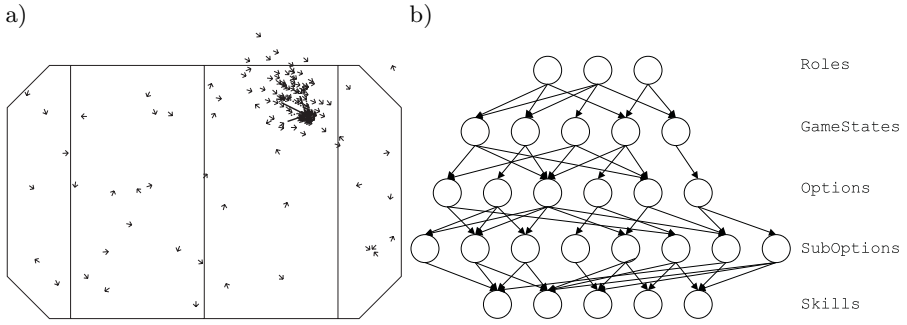 a)
b)
Roles
GameStates
Options
SubOptions
Skills